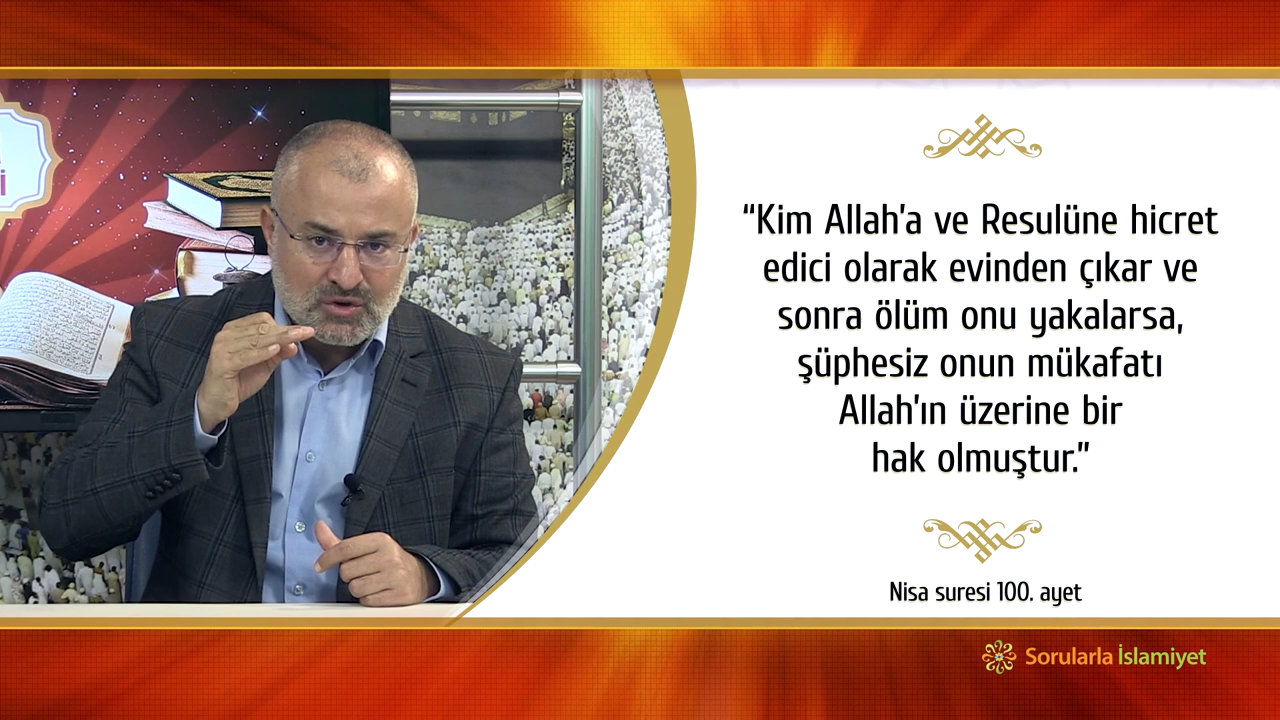 “Kim Allah’a ve Resulüne hicret
edici olarak evinden çıkar ve
sonra ölüm onu yakalarsa,
şüphesiz onun mükafatı
Allah’ın üzerine bir
hak olmuştur.”
Nisa suresi 100. ayet
Sorularla İslamiyet